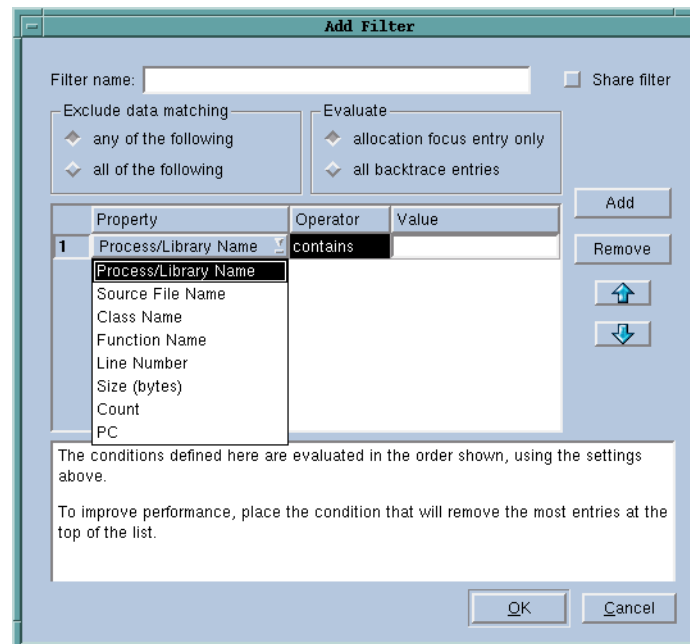 Add Filter
Filter name:
Share filter
Exclude data matching
Evaluate
any of the following
allocation focus entry only
all of the following
all backtrace entries
Add
Property Operator Value
1 Process/Library Name contains
Remove
Process/Library Name
Source File Name
Class Name
Function Name
Line Number
Size (bytes)
Count
PC
The conditions defined here are evaluated in the order shown, using the settings
above.
To improve performance, place the condition that will remove the most entries at the
top of the list.
OK Cancel